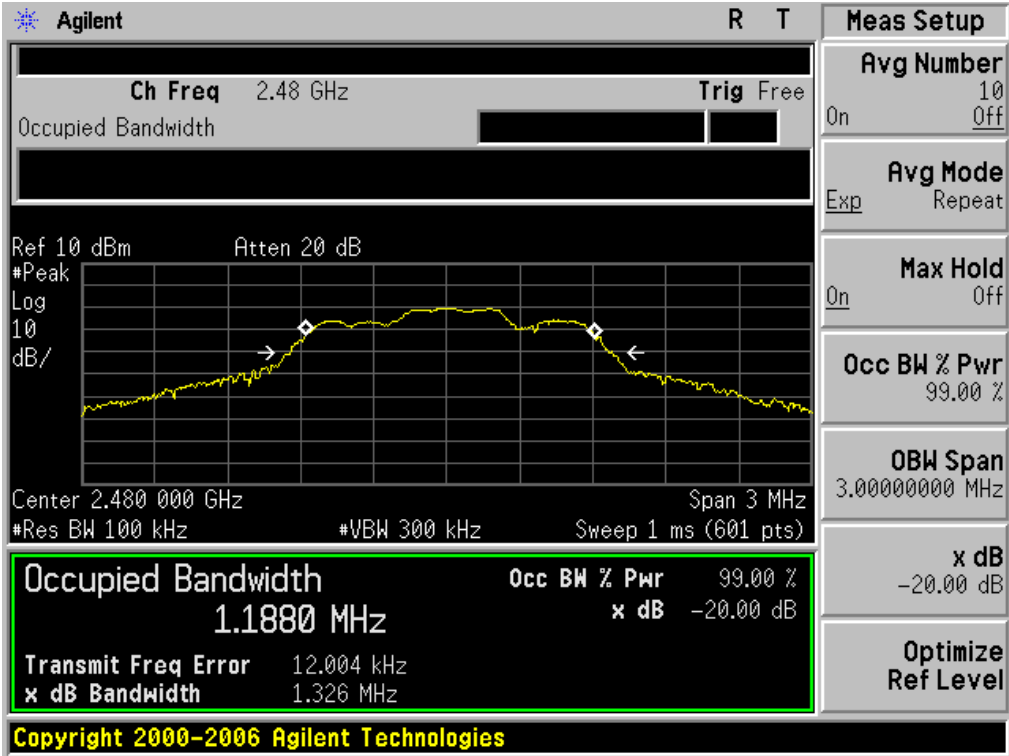 Agilent R T
Meas Setup
Ch Freq 2.48 GHz Trig Free
Occupied Bandwidth
Ref 10 dBm Atten 20 dB
#Peak
Log
10
dB/
Center 2.480 000 GHz Span 3 MHz
#Res BW 100 kHz #VBW 300 kHz Sweep 1 ms (601 pts)
Occupied Bandwidth
1.1880 MHz
Occ BW % Pwr 99.00 %
x dB -20.00 dB
Transmit Freq Error 12.004 kHz
x dB Bandwidth 1.326 MHz
Avg Number
10
On Off
Avg Mode
Exp Repeat
Max Hold
On Off
Occ BW % Pwr
99.00 %
OBW Span
3.00000000 MHz
x dB
-20.00 dB
Optimize
Ref Level
Copyright 2000-2006 Agilent Technologies